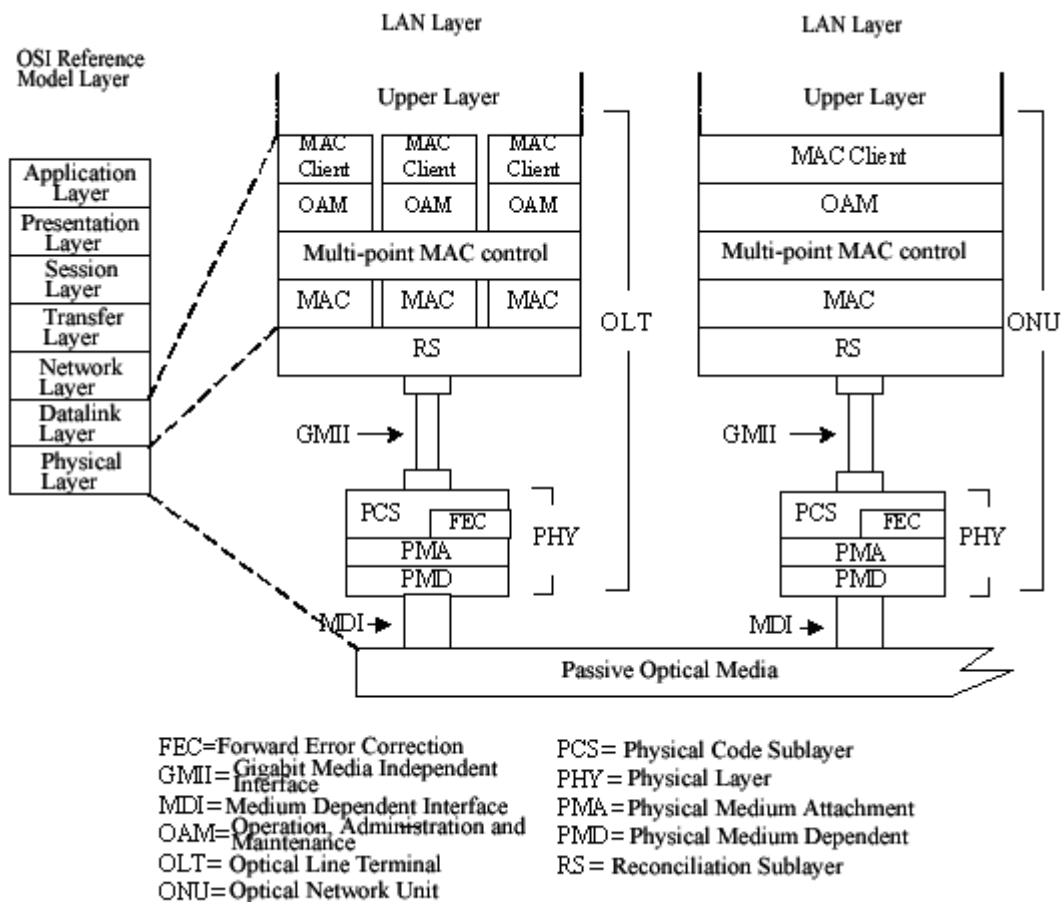 LAN Layer
LAN Layer
OSI Reference
Model Layer
Upper Layer
Upper Layer
MAC
Client
MAC
Client
MAC
Client
MAC Client
Application
Layer
OAM
OAM
OAM
OAM
Presentation
Layer
Multi-point MAC control
Multi-point MAC control
Session
Layer
MAC
MAC
MAC
MAC
Transfer
Layer
OLT
ONU
RS
RS
Network
Layer
Datalink
Layer
GMII
GMII
Physical
Layer
PCS
FEC
PHY
PMA
PMD
PCS
FEC
PHY
PMA
PMD
MDI
MDI
Passive Optical Media
FEC=Forward Error Correction
GMII=Gigabit Media Independent
Interface
MDI=Medium Dependent Interface
OAM=Operation, Administration and
Maintenance
OLT= Optical Line Terminal
ONU=Optical Network Unit
PCS= Physical Code Sublayer
PHY= Physical Layer
PMA=Physical Medium Attachment
PMD=Physical Medium Dependent
RS= Reconciliation Sublayer